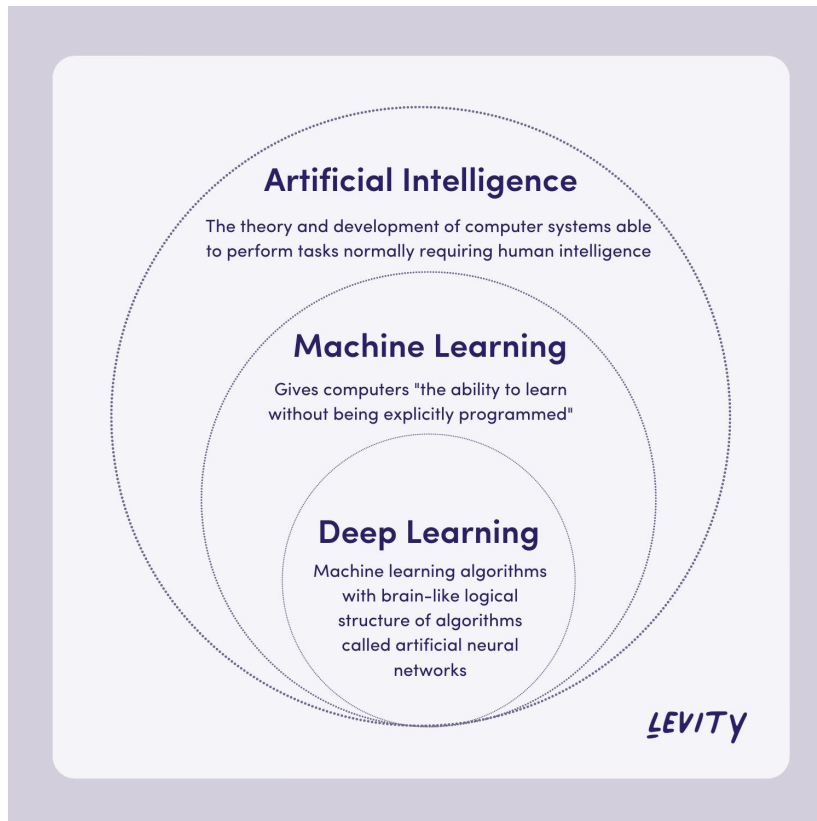 Artificial Intelligence
The theory and development of computer systems able
to perform tasks normally requiring human intelligence
Machine Learning
Gives computers "the ability to learn
without being explicitly programmed"
Deep Learning
Machine learning algorithms
with brain-like logical
structure of algorithms
called artificial neural
networks
LEVITY